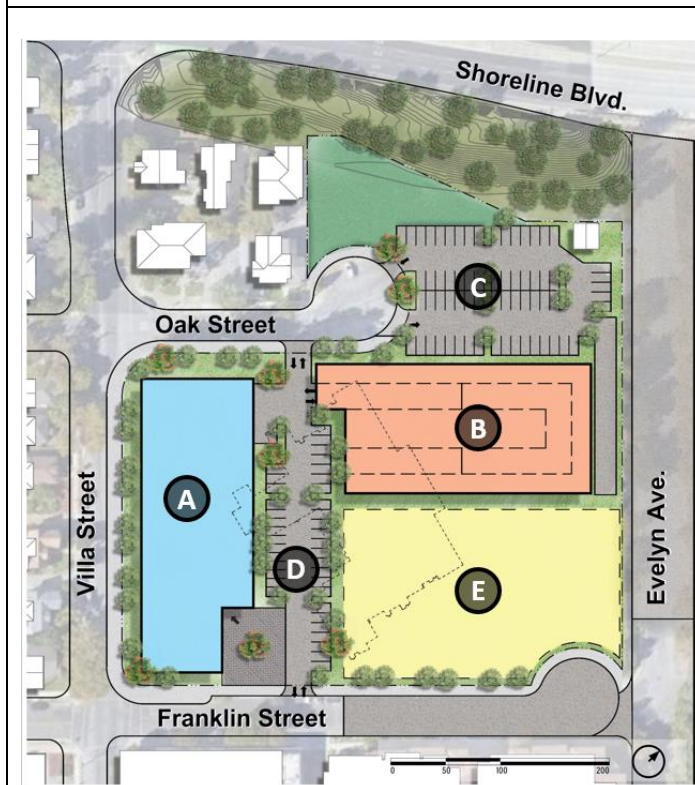 Shoreline Blvd.
C
Oak Street
B
A
Villa Street
Evelyn Ave.
D
E
Franklin Street
0 50 100 200